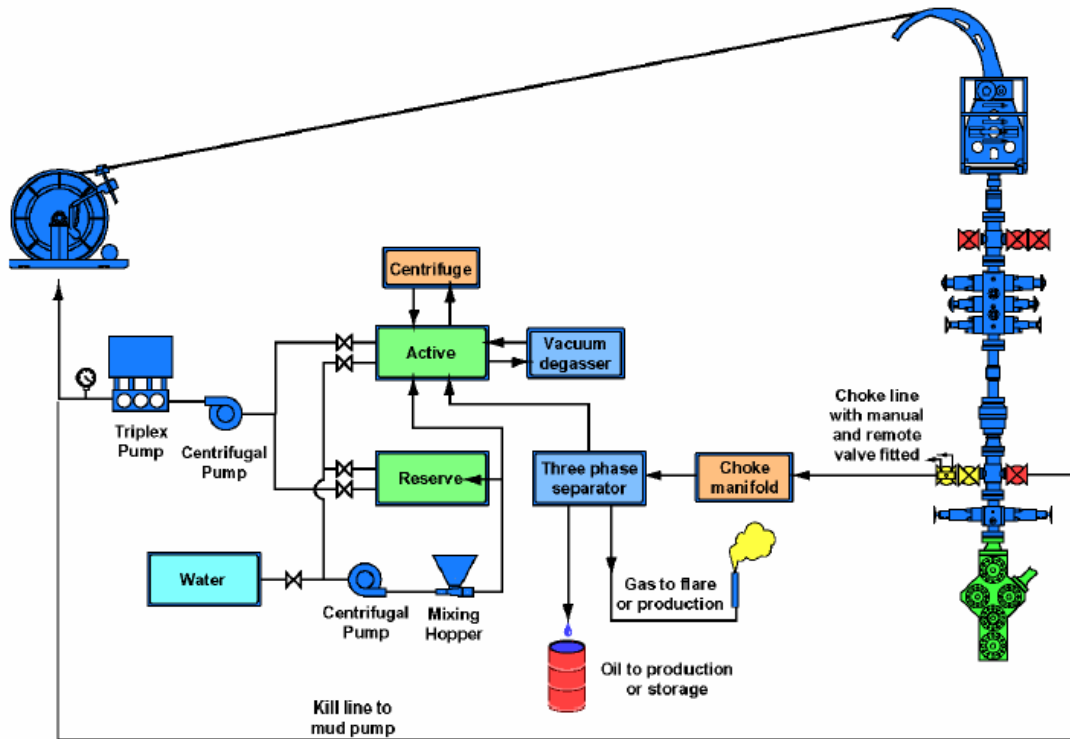 Centrifuge
Active
Vacuum
degasser
Triplex
Pump
Centrifugal
Pump
Reserve
Three phase
separator
Choke
manifold
Choke line
with manual
and remote
valve fitted
Water
Centrifugal
Pump
Mixing
Hopper
Gas to flare
or production
Oil to production
or storage
Kill line to
mud pump